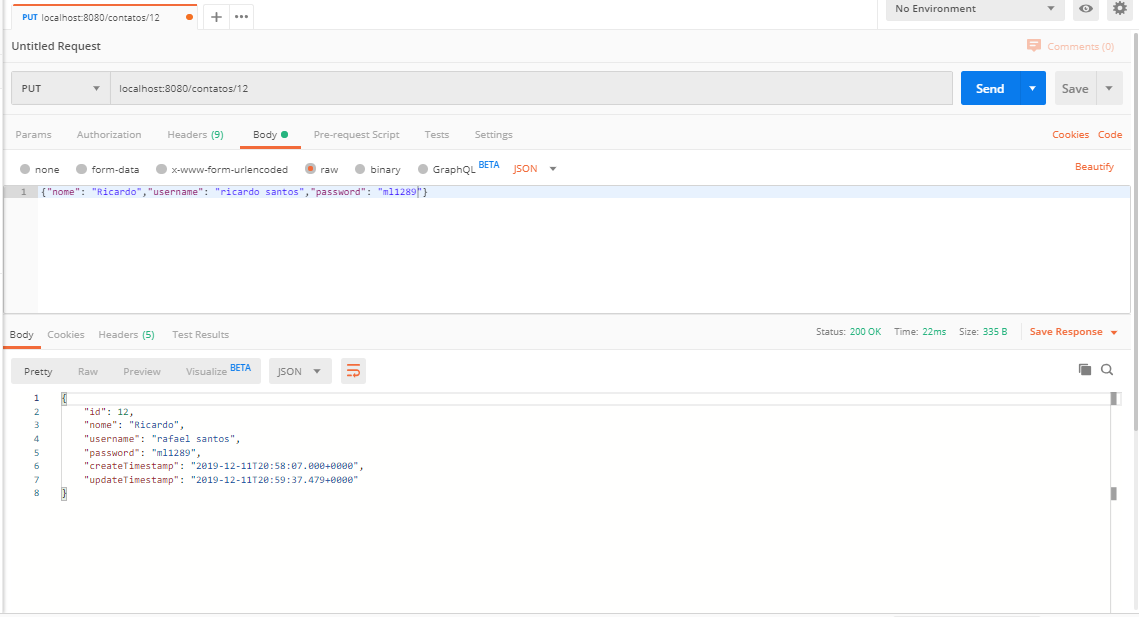 PUT localhost:8080/contatos/12
No Environment
Untitled Request
Comments (0)
PUT localhost:8080/contatos/12 Send Save
Params Authorization Headers (9) Body Pre-request Script Tests Settings Cookies Code
none form-data x-www-form-urlencoded raw binary GraphQL BETA JSON Beautify
1 {"nome": "Ricardo","username": "ricardo santos","password": "ml1289"}
Body Cookies Headers (5) Test Results Status: 200 OK Time: 22ms Size: 335 B Save Response
Pretty Raw Preview Visualize BETA JSON
1 {
2 "id": 12,
3 "nome": "Ricardo",
4 "username": "rafael santos",
5 "password": "ml1289",
6 "createTimestamp": "2019-12-11T20:58:07.000+0000",
7 "updateTimestamp": "2019-12-11T20:59:37.479+0000"
8 }